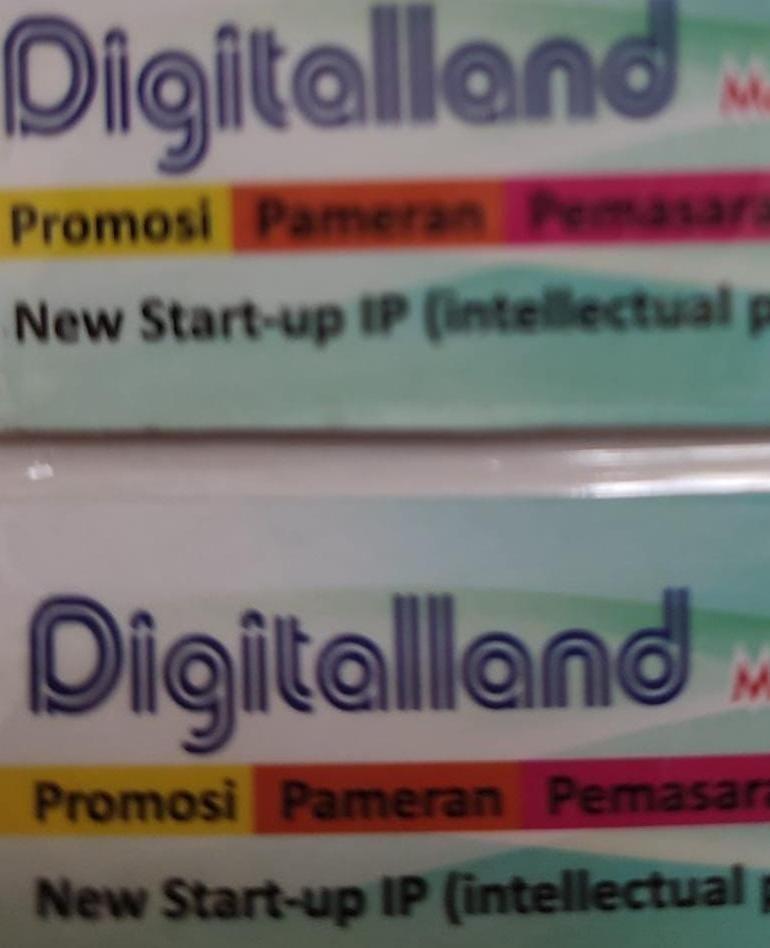 Digitalland
Promosi Pameran
New Start-up IP (intellectual
Digitalland
Promosi Pameran
New Start-up IP (intellectual